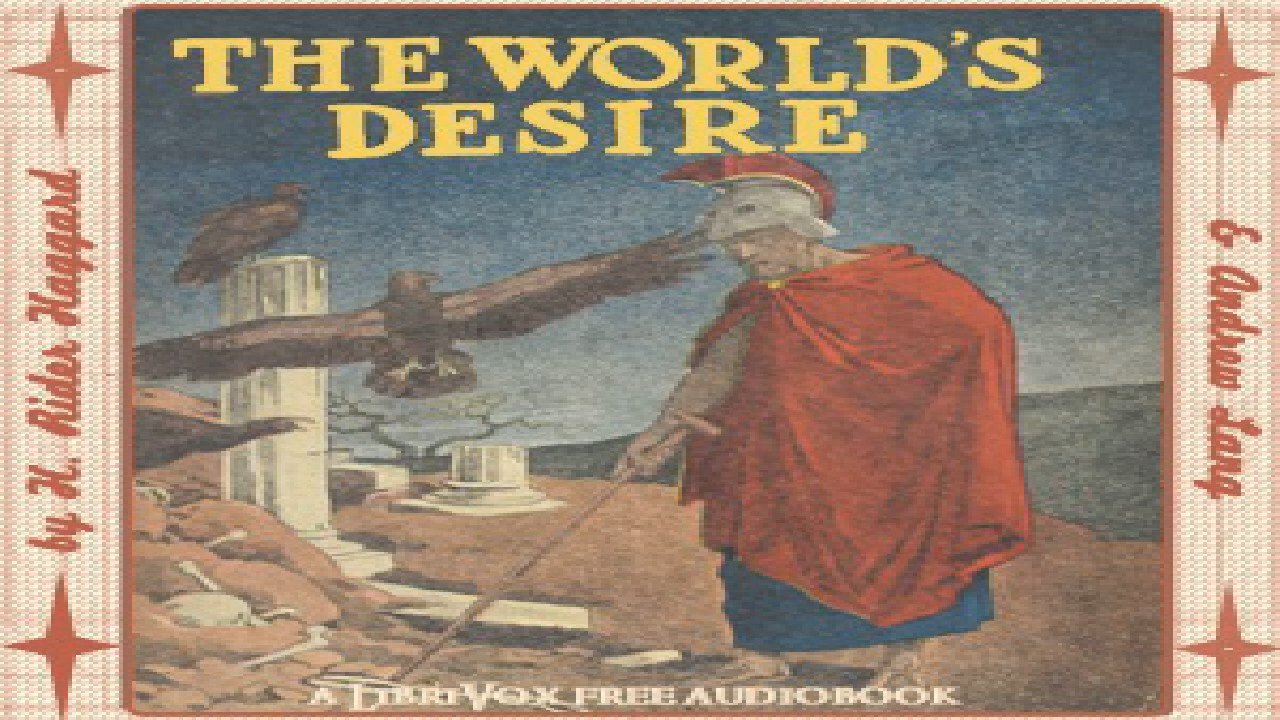 THE WORLD'S
DESIRE
by H. Rider Haggard
& Andrew Lang
A LIBRIVOX FREE AUDIOBOOK